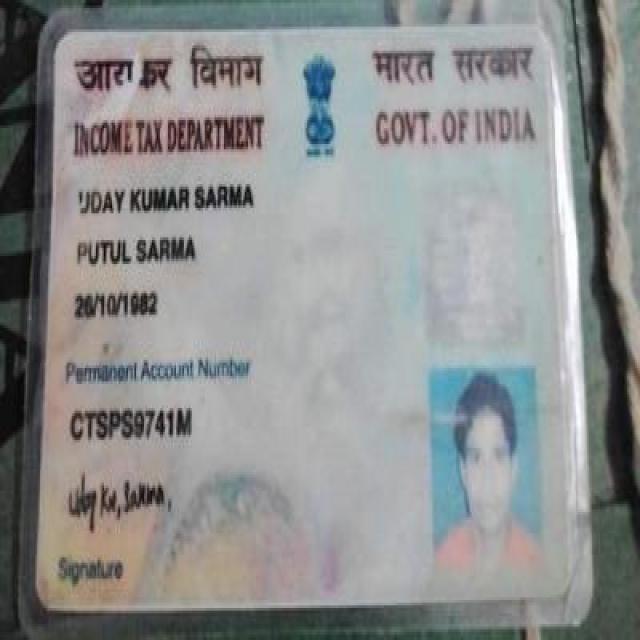 आयकर विभाग
INCOME TAX DEPARTMENT
भारत सरकार
GOVT. OF INDIA
UDAY KUMAR SARMA
PUTUL SARMA
26/10/1982
Permanent Account Number
CTSPS9741M
Uday Kr, Sarma,
Signature